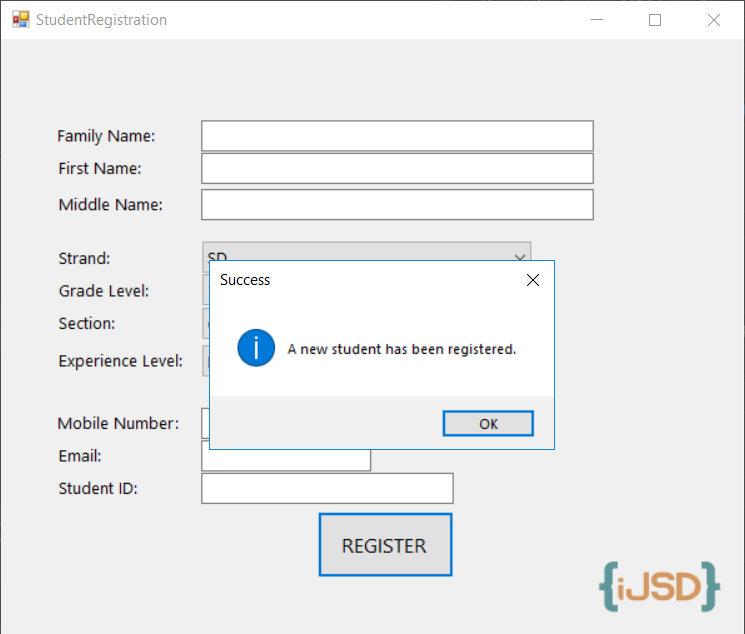 StudentRegistration
Family Name:
First Name:
Middle Name:
Strand: SD
Grade Level:
Section:
Experience Level:
Success
A new student has been registered.
OK
Mobile Number:
Email:
Student ID:
REGISTER
{iJSD}